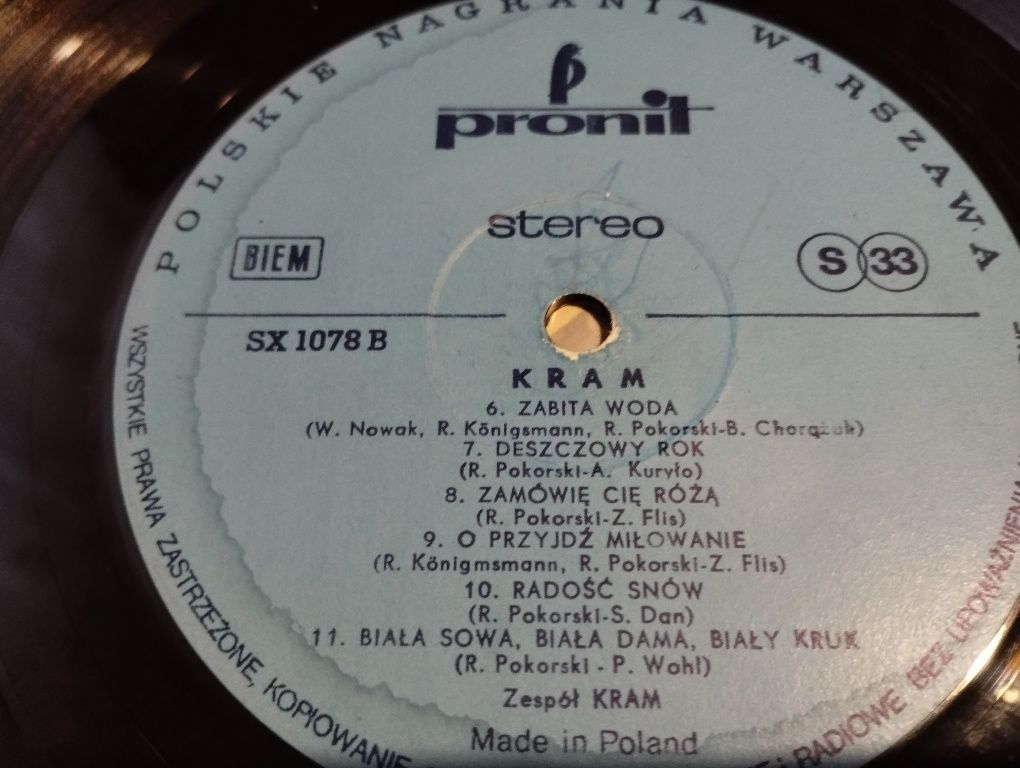 POLSKIE NAGRANIA WARSZAWA
pronit
stereo
BIEM
S 33
SX 1078 B
KRAM
6. ZABITA WODA
(W. Nowak, R. Königsmann, R. Pokorski-B. Chorążuk)
7. DESZCZOWY ROK
(R. Pokorski-A. Kuryło)
8. ZAMÓWIĘ CIĘ RÓŻĄ
(R. Pokorski-Z. Flis)
9. O PRZYJDŹ MIŁOWANIE
(R. Königmsmann, R. Pokorski-Z. Flis)
10. RADOŚĆ SNÓW
(R. Pokorski-S. Dan)
11. BIAŁA SOWA, BIAŁA DAMA, BIAŁY KRUK
(R. Pokorski - P. Wohl)
Zespół KRAM
Made in Poland
WSZYSTKIE PRAWA ZASTRZEŻONE, KOPIOWANIE
i RADIOWE BEZ UPOWAŻNIENIA